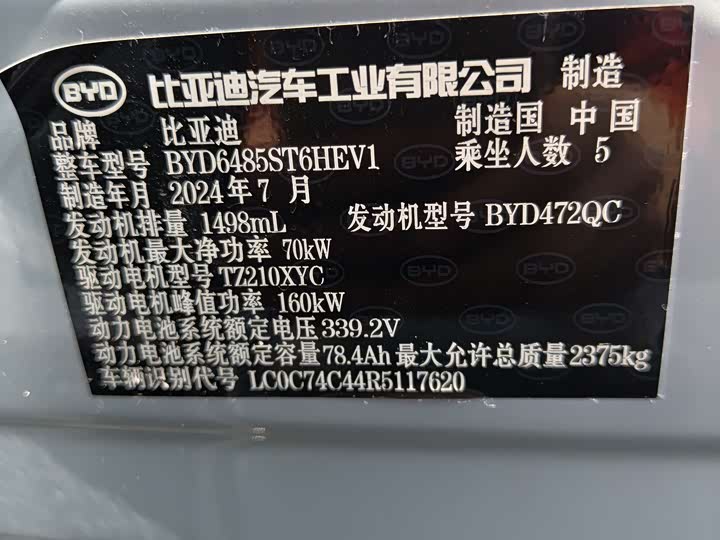 BYD 比亚迪汽车工业有限公司 制造
品牌 比亚迪 制造国 中国
整车型号 BYD6485ST6HEV1 乘坐人数 5
制造年月 2024年7月
发动机排量 1498mL 发动机型号 BYD472QC
发动机最大净功率 70kW
驱动电机型号 TZ210XYC
驱动电机峰值功率 160kW
动力电池系统额定电压 339.2V
动力电池系统额定容量 78.4Ah 最大允许总质量 2375kg
车辆识别代号 LC0C74C44R5117620